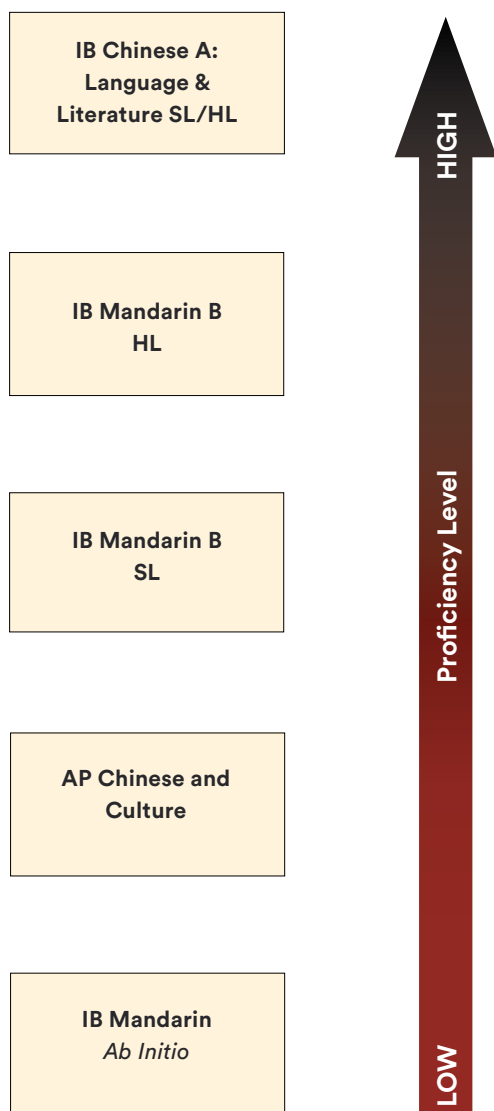 IB Chinese A:
Language &
Literature SL/HL
HIGH
IB Mandarin B
HL
IB Mandarin B
SL
Proficiency Level
AP Chinese and
Culture
IB Mandarin
Ab Initio
LOW